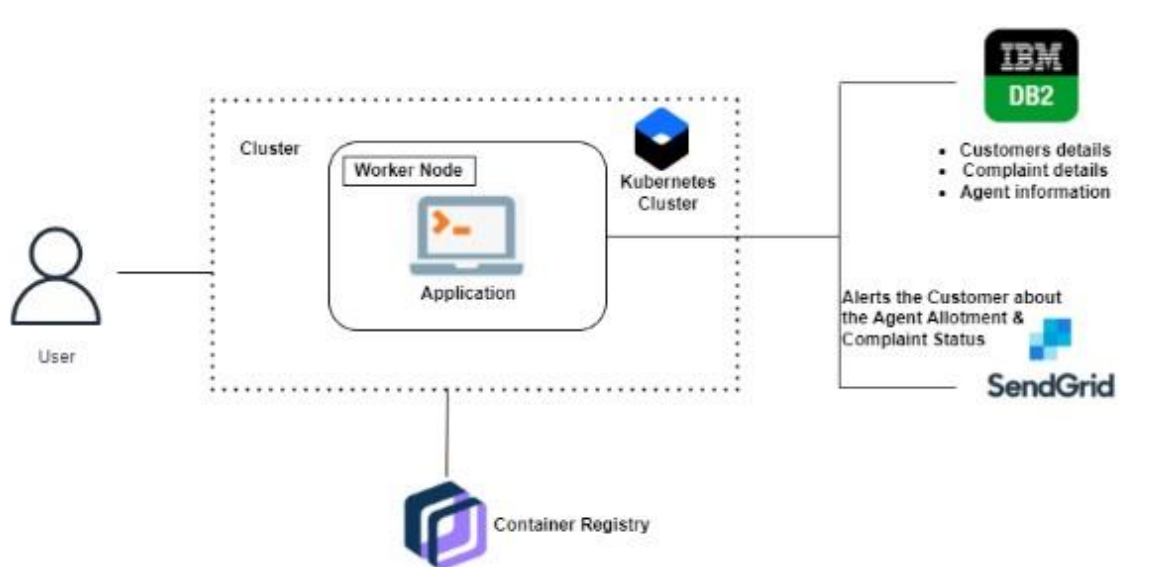 IBM
DB2
Cluster
Worker Node
• Customers details
• Complaint details
• Agent information
Kubernetes
Cluster
Application
Alerts the Customer about
the Agent Allotment &
Complaint Status
User
SendGrid
Container Registry